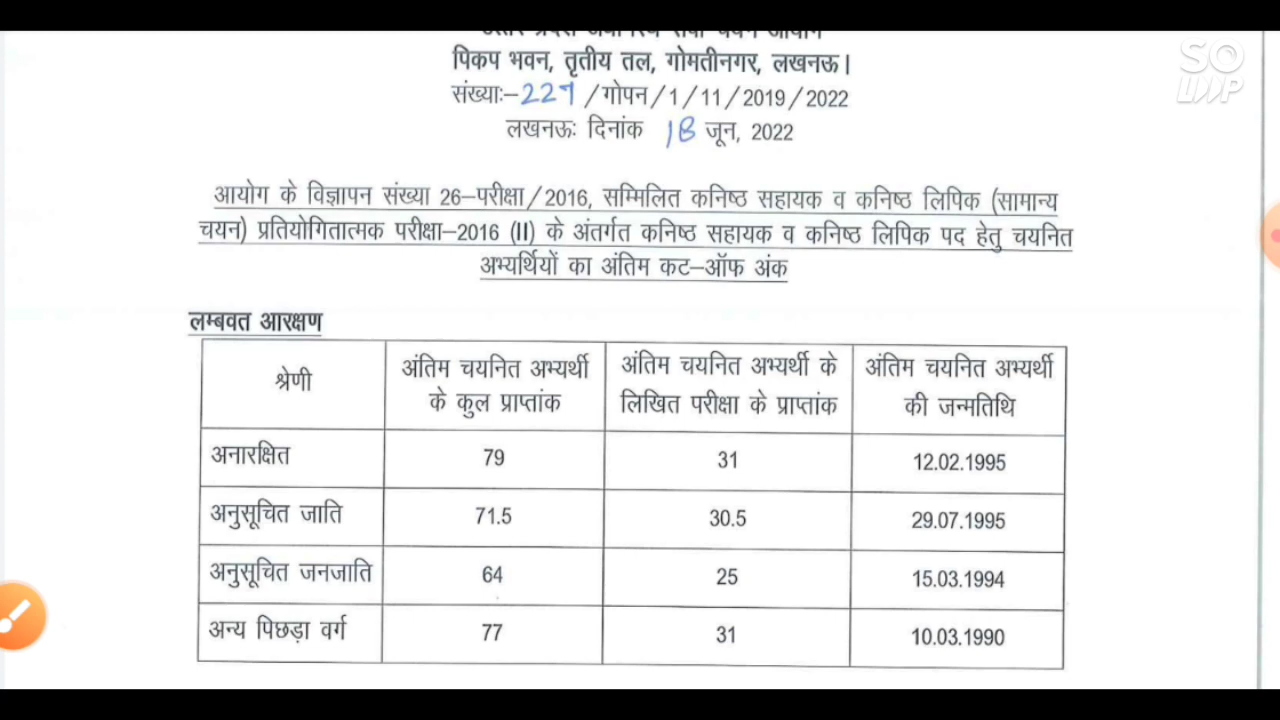 पिकप भवन, तृतीय तल, गोमतीनगर, लखनऊ।
संख्याः–227/गोपन/1/11/2019/2022
लखनऊः दिनांक 18 जून, 2022
आयोग के विज्ञापन संख्या 26–परीक्षा/2016, सम्मिलित कनिष्ठ सहायक व कनिष्ठ लिपिक (सामान्य
चयन) प्रतियोगितात्मक परीक्षा–2016 (II) के अंतर्गत कनिष्ठ सहायक व कनिष्ठ लिपिक पद हेतु चयनित
अभ्यर्थियों का अंतिम कट–ऑफ अंक
लम्बवत आरक्षण
श्रेणी अंतिम चयनित अभ्यर्थी के कुल प्राप्तांक अंतिम चयनित अभ्यर्थी के लिखित परीक्षा के प्राप्तांक अंतिम चयनित अभ्यर्थी की जन्मतिथि
अनारक्षित 79 31 12.02.1995
अनुसूचित जाति 71.5 30.5 29.07.1995
अनुसूचित जनजाति 64 25 15.03.1994
अन्य पिछड़ा वर्ग 77 31 10.03.1990